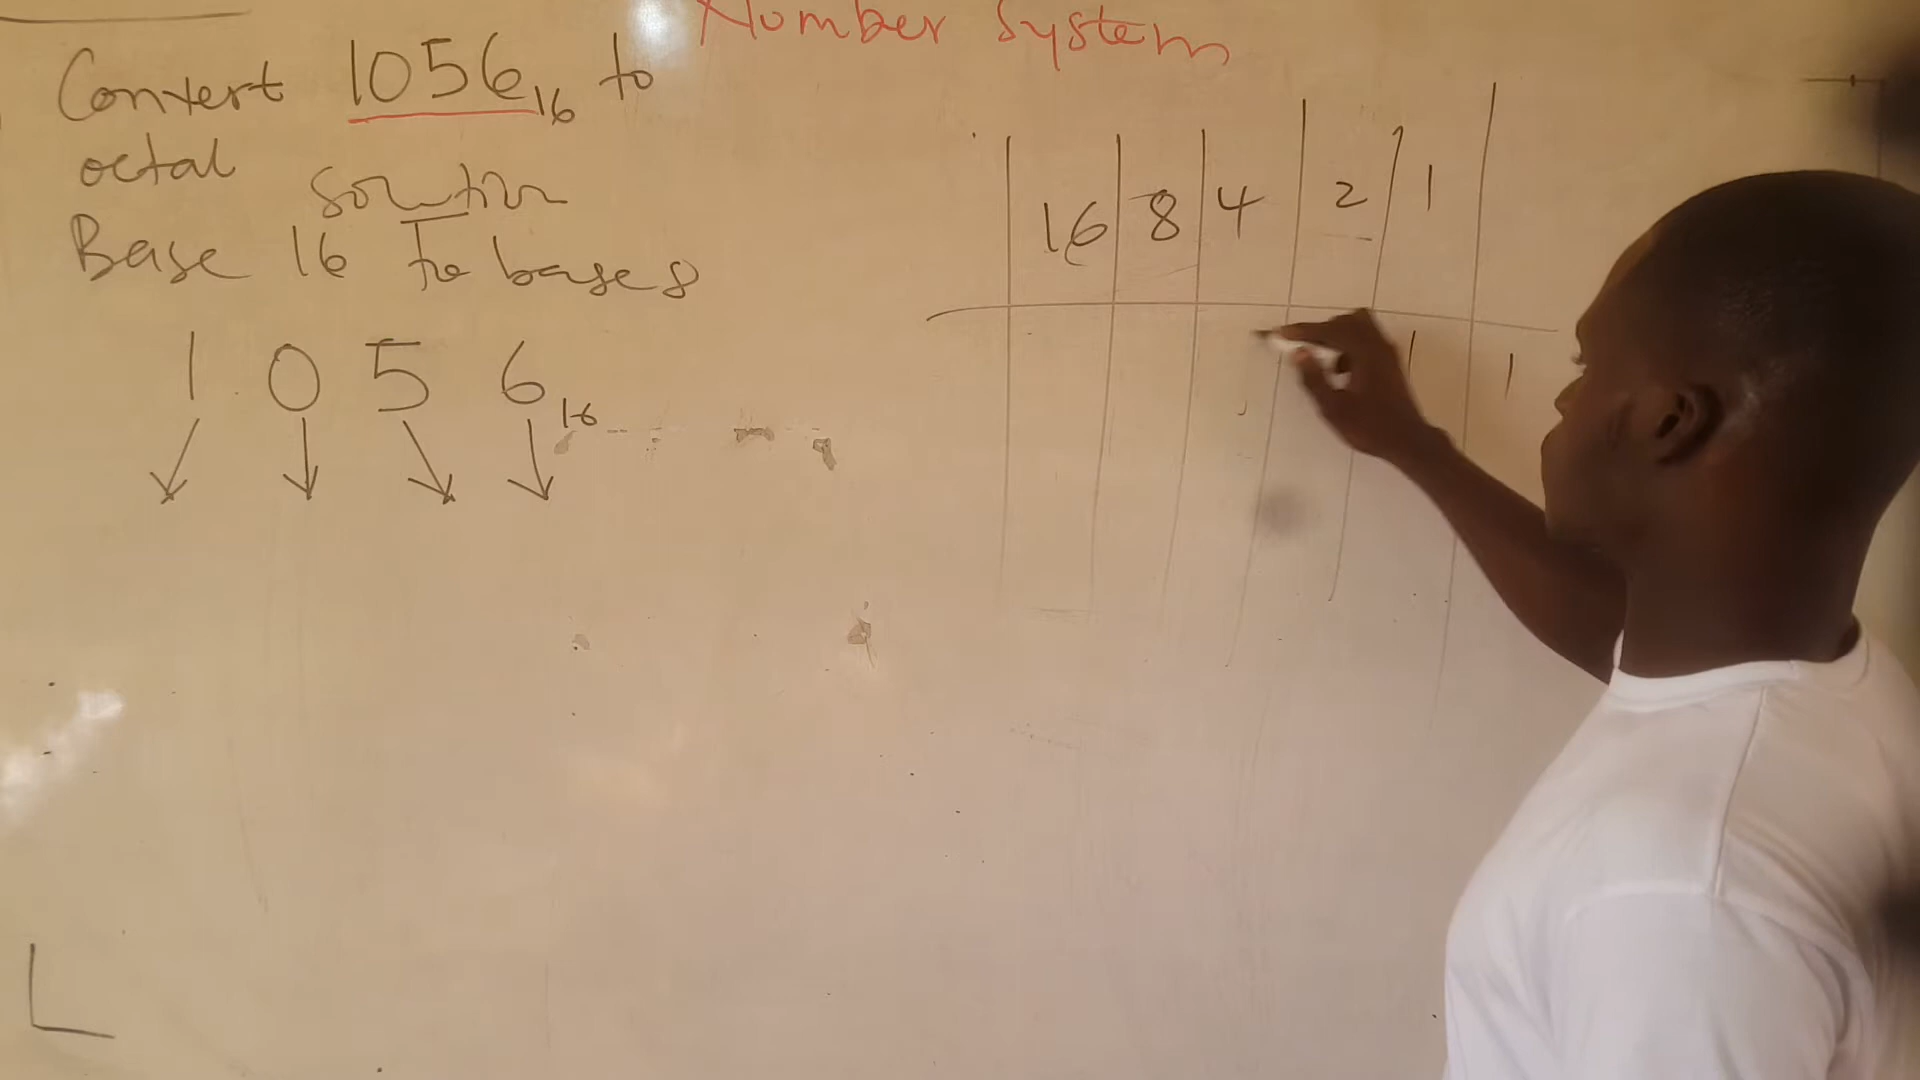 Number System
Convert 1056₁₆ to
octal
solution
Base 16 to base 8
1 0 5 6₁₆
16 8 4 2 1
1 1